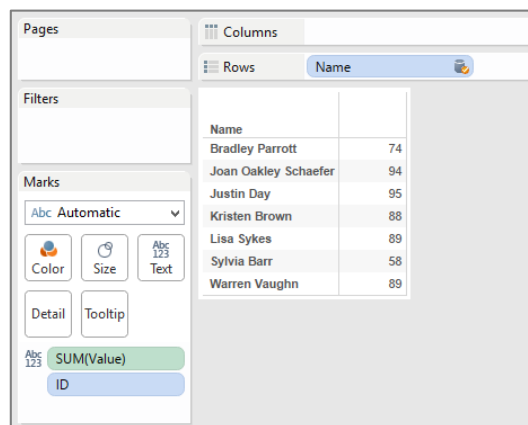 Pages
Columns
Rows
Name
Filters
Name
Bradley Parrott 74
Joan Oakley Schaefer 94
Justin Day 95
Kristen Brown 88
Lisa Sykes 89
Sylvia Barr 58
Warren Vaughn 89
Marks
Abc Automatic
Color
Size
Abc
123
Text
Detail
Tooltip
Abc
123
SUM(Value)
ID